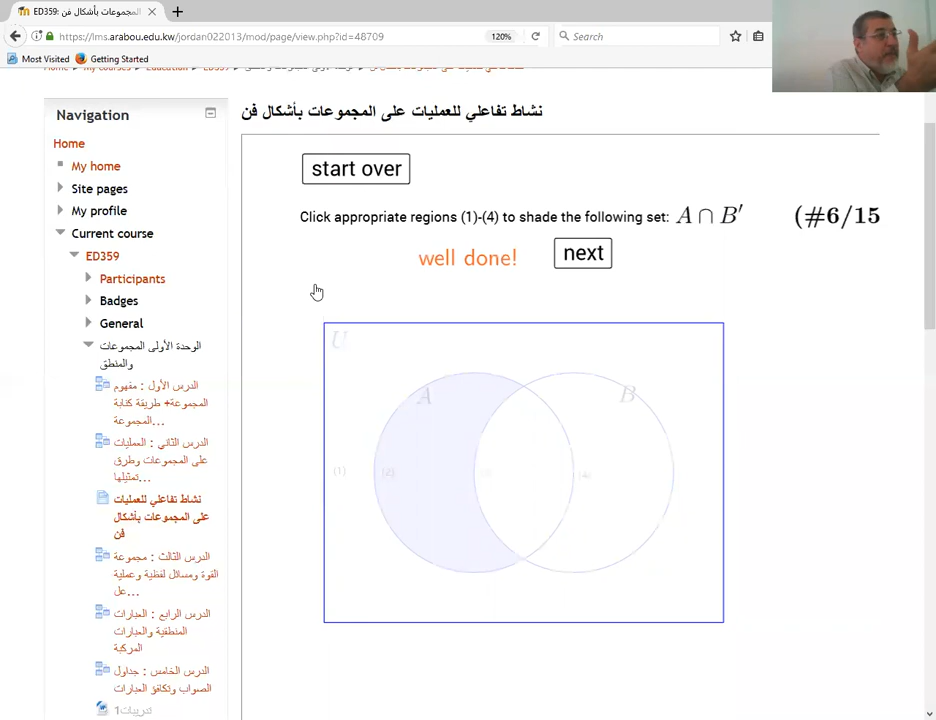 ED359: المجموعات بأشكال فن
https://lms.arabou.edu.kw/jordan022013/mod/page/view.php?id=48709
120%
Search
Most Visited
Getting Started
Navigation
Home
My home
Site pages
My profile
Current course
ED359
Participants
Badges
General
الوحدة الأولى المجموعات
والمنطق
الدرس الأول : مفهوم
المجموعة+ طريقة كتابة
المجموعة...
الدرس الثاني : العمليات
على المجموعات وطرق
تمثيلها...
نشاط تفاعلي للعمليات
على المجموعات بأشكال
فن
الدرس الثالث : مجموعة
القوة ومسائل لفظية وعملية
عل...
الدرس الرابع : العبارات
المنطقية والعبارات
المركبة
الدرس الخامس : جداول
الصواب وتكافؤ العبارات
تدريبات1
نشاط تفاعلي للعمليات على المجموعات بأشكال فن
start over
Click appropriate regions (1)-(4) to shade the following set: A ∩ B′ (#6/15
well done!
next
U
A
B
(1)
(2)
(4)